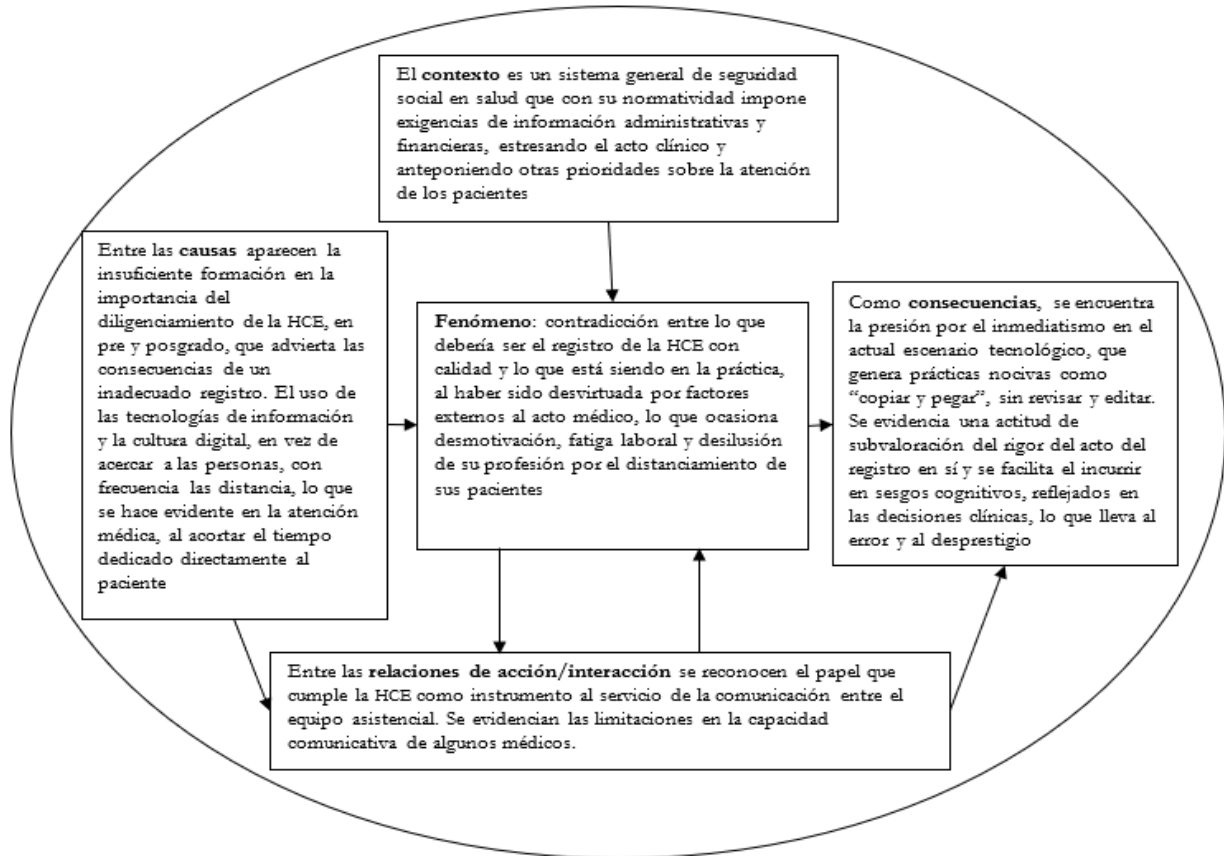 El contexto es un sistema general de seguridad
social en salud que con su normatividad impone
exigencias de información administrativas y
financieras, estresando el acto clínico y
anteponiendo otras prioridades sobre la atención
de los pacientes
Entre las causas aparecen la
insuficiente formación en la
importancia del
diligenciamiento de la HCE, en
pre y posgrado, que advierta las
consecuencias de un
inadecuado registro. El uso de
las tecnologías de información
y la cultura digital, en vez de
acercar a las personas, con
frecuencia las distancia, lo que
se hace evidente en la atención
médica, al acortar el tiempo
dedicado directamente al
paciente
Fenómeno: contradicción entre lo que
debería ser el registro de la HCE con
calidad y lo que está siendo en la práctica,
al haber sido desvirtuada por factores
externos al acto médico, lo que ocasiona
desmotivación, fatiga laboral y desilusión
de su profesión por el distanciamiento de
sus pacientes
Como consecuencias, se encuentra
la presión por el inmediatismo en el
actual escenario tecnológico, que
genera prácticas nocivas como
“copiar y pegar”, sin revisar y editar.
Se evidencia una actitud de
subvaloración del rigor del acto del
registro en sí y se facilita el incurrir
en sesgos cognitivos, reflejados en
las decisiones clínicas, lo que lleva al
error y al desprestigio
Entre las relaciones de acción/interacción se reconocen el papel que
cumple la HCE como instrumento al servicio de la comunicación entre el
equipo asistencial. Se evidencian las limitaciones en la capacidad
comunicativa de algunos médicos.